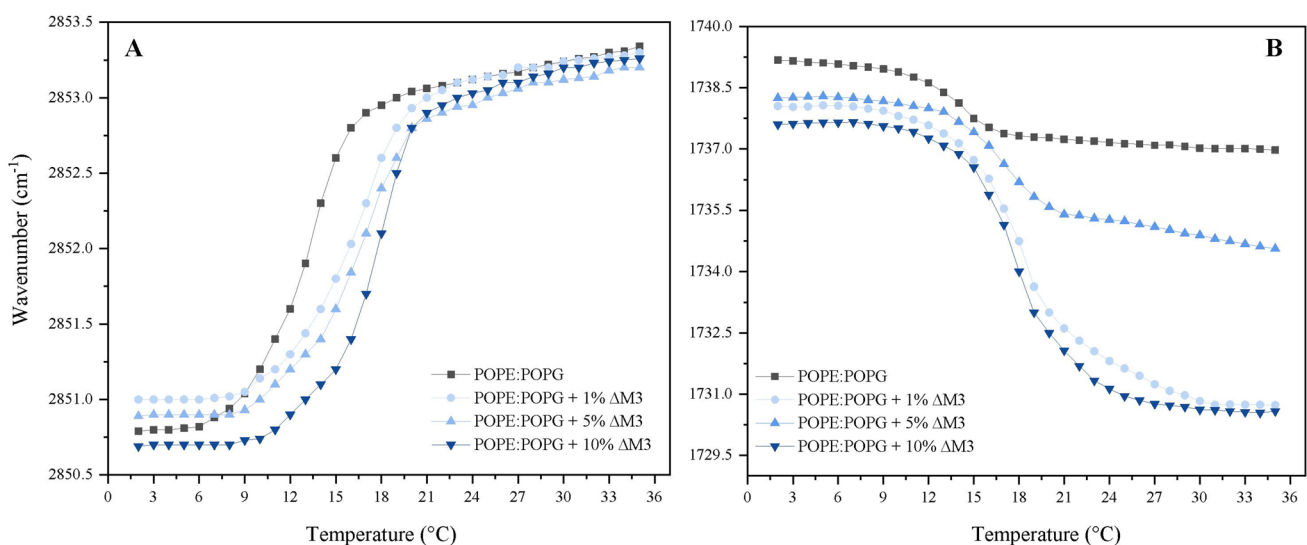 A
Wavenumber (cm⁻¹)
2853.5
2853.0
2852.5
2852.0
2851.5
2851.0
2850.5
POPE:POPG
POPE:POPG + 1% ΔM3
POPE:POPG + 5% ΔM3
POPE:POPG + 10% ΔM3
0 3 6 9 12 15 18 21 24 27 30 33 36
Temperature (°C)
B
1740.0
1738.5
1737.0
1735.5
1734.0
1732.5
1731.0
1729.5
POPE:POPG
POPE:POPG + 1% ΔM3
POPE:POPG + 5% ΔM3
POPE:POPG + 10% ΔM3
0 3 6 9 12 15 18 21 24 27 30 33 36
Temperature (°C)